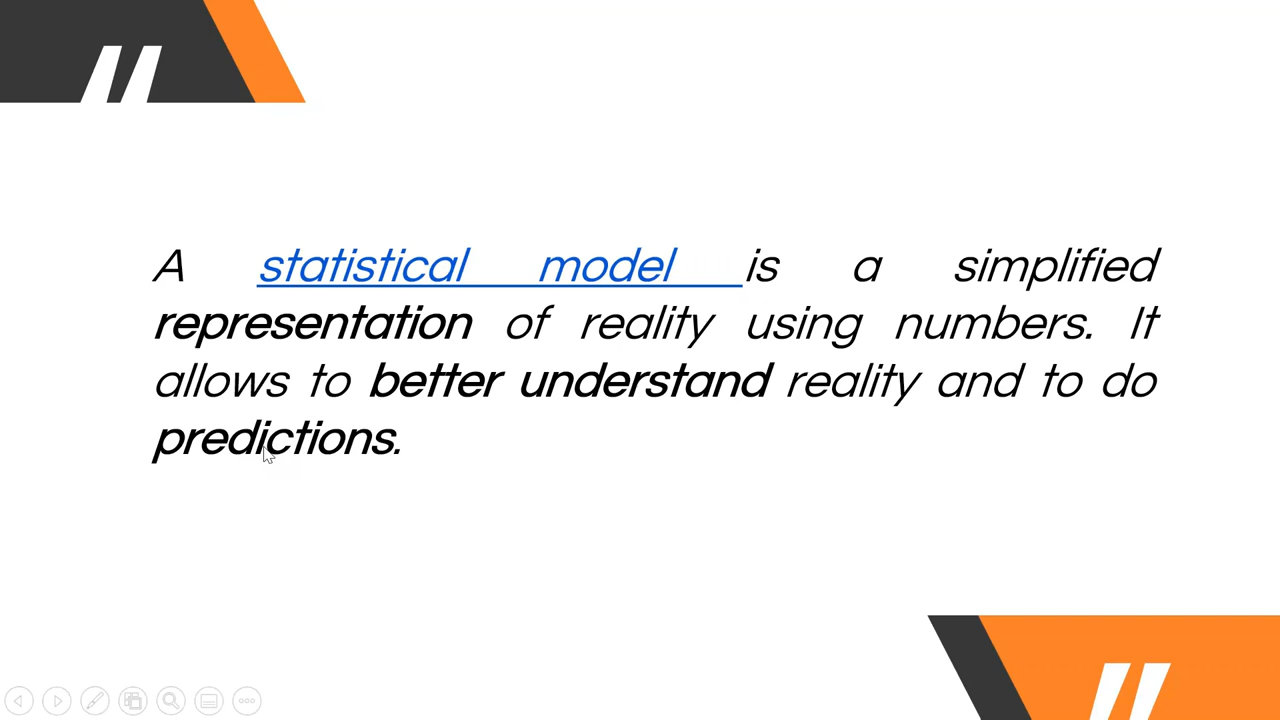 A statistical model is a simplified
representation of reality using numbers. It
allows to better understand reality and to do
predictions.